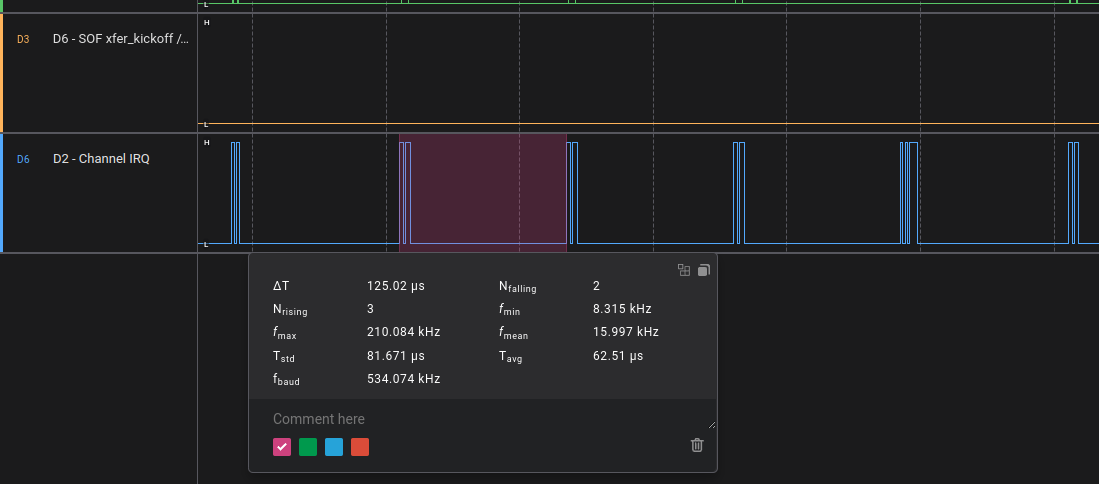 L
H
D3 D6 - SOF xfer_kickoff /...
L
H
D6 D2 - Channel IRQ
L
ΔT 125.02 μs Nfalling 2
Nrising 3 fmin 8.315 kHz
fmax 210.084 kHz fmean 15.997 kHz
Tstd 81.671 μs Tavg 62.51 μs
fbaud 534.074 kHz
Comment here